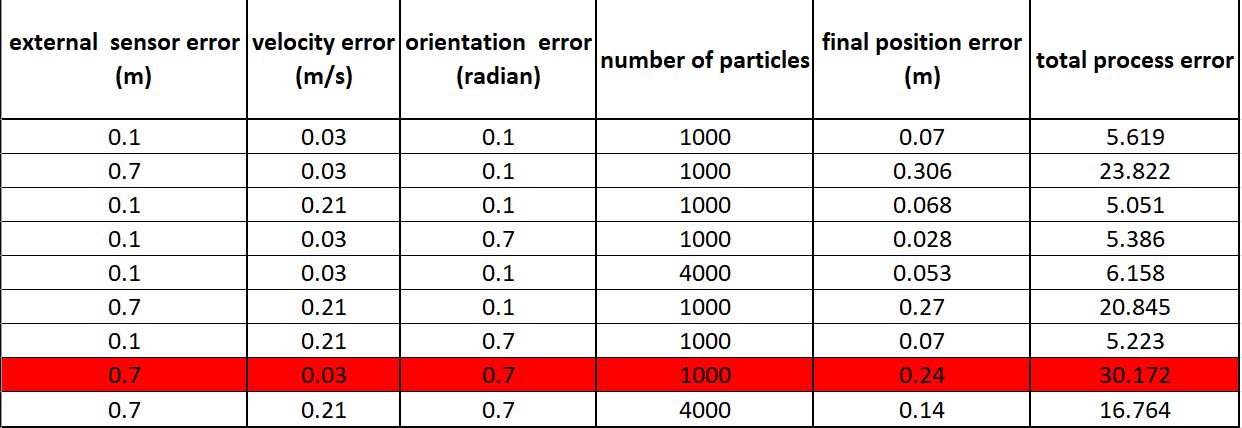 external sensor error (m) velocity error (m/s) orientation error (radian) number of particles final position error (m) total process error
0.1 0.03 0.1 1000 0.07 5.619
0.7 0.03 0.1 1000 0.306 23.822
0.1 0.21 0.1 1000 0.068 5.051
0.1 0.03 0.7 1000 0.028 5.386
0.1 0.03 0.1 4000 0.053 6.158
0.7 0.21 0.1 1000 0.27 20.845
0.1 0.21 0.7 1000 0.07 5.223
0.7 0.03 0.7 1000 0.24 30.172
0.7 0.21 0.7 4000 0.14 16.764